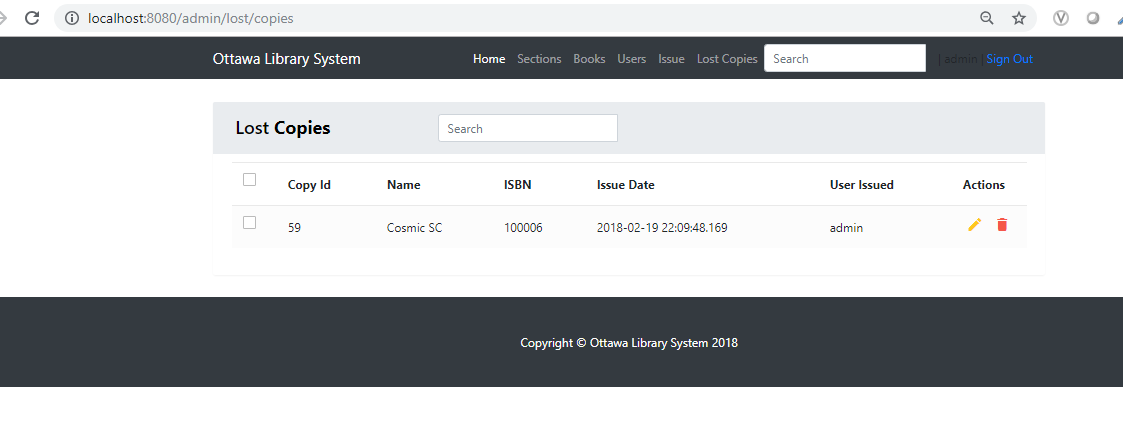 localhost:8080/admin/lost/copies
Ottawa Library System Home Sections Books Users Issue Lost Copies Search | admin | Sign Out
Lost Copies Search
Copy Id Name ISBN Issue Date User Issued Actions
59 Cosmic SC 100006 2018-02-19 22:09:48.169 admin
Copyright © Ottawa Library System 2018